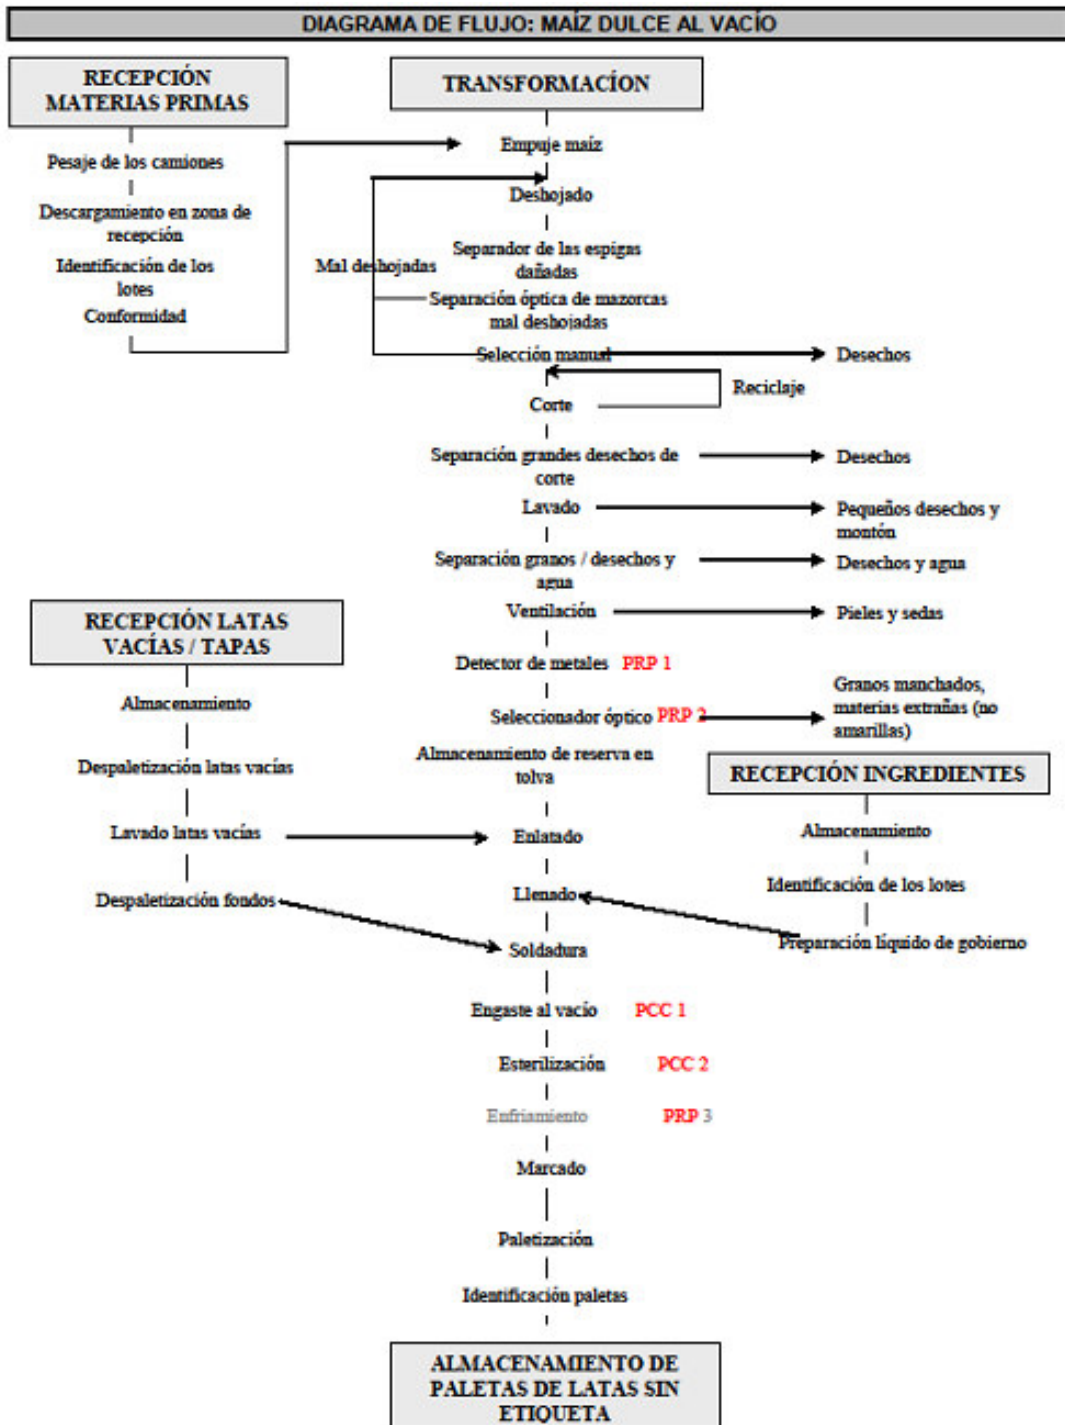 DIAGRAMA DE FLUJO: MAÍZ DULCE AL VACÍO
RECEPCIÓN
MATERIAS PRIMAS
Pesaje de los camiones
Descargamiento en zona de
recepción
Identificación de los
lotes
Conformidad
TRANSFORMACÍON
Empuje maíz
Deshojado
Separador de las espigas
dañadas
Mal deshojadas
Separación óptica de mazorcas
mal deshojadas
Selección manual
Desechos
Reciclaje
Corte
Separación grandes desechos de
corte
Desechos
Lavado
Pequeños desechos y
montón
Separación granos / desechos y
agua
Desechos y agua
Ventilación
Pieles y sedas
Detector de metales PRP 1
Seleccionador óptico PRP 2
Granos manchados,
materias extrañas (no
amarillas)
Almacenamiento de reserva en
tolva
RECEPCIÓN LATAS
VACÍAS / TAPAS
Almacenamiento
Despaletización latas vacías
Lavado latas vacías
Despaletización fondos
RECEPCIÓN INGREDIENTES
Almacenamiento
Identificación de los lotes
Preparación líquido de gobierno
Enlatado
Llenado
Soldadura
Engaste al vacío PCC 1
Esterilización PCC 2
Enfriamiento PRP 3
Marcado
Paletización
Identificación paletas
ALMACENAMIENTO DE
PALETAS DE LATAS SIN
ETIQUETA